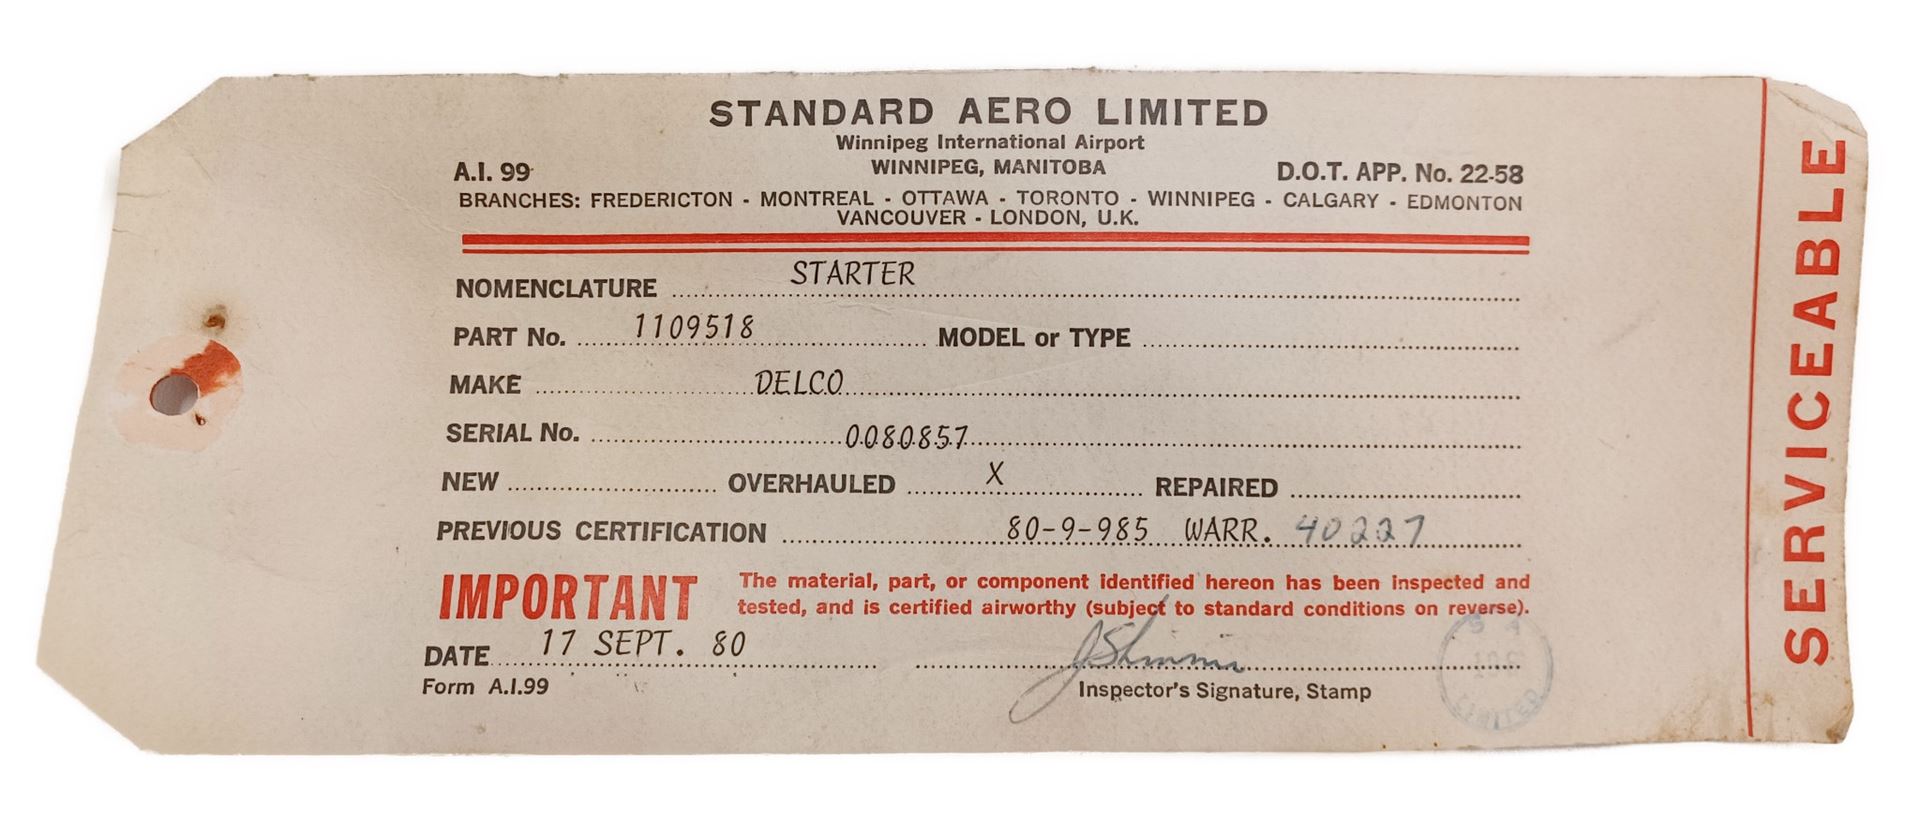 STANDARD AERO LIMITED
Winnipeg International Airport
A.I. 99 WINNIPEG, MANITOBA D.O.T. APP. No. 22-58
BRANCHES: FREDERICTON - MONTREAL - OTTAWA - TORONTO - WINNIPEG - CALGARY - EDMONTON
VANCOUVER - LONDON, U.K.
NOMENCLATURE STARTER
PART No. 1109518 MODEL or TYPE
MAKE DELCO
SERIAL No. 0080857
NEW OVERHAULED X REPAIRED
PREVIOUS CERTIFICATION 80-9-985 WARR. 40227
IMPORTANT The material, part, or component identified hereon has been inspected and
tested, and is certified airworthy (subject to standard conditions on reverse).
DATE 17 SEPT. 80
Form A.I.99 Inspector's Signature, Stamp
LIMITED
SERVICEABLE